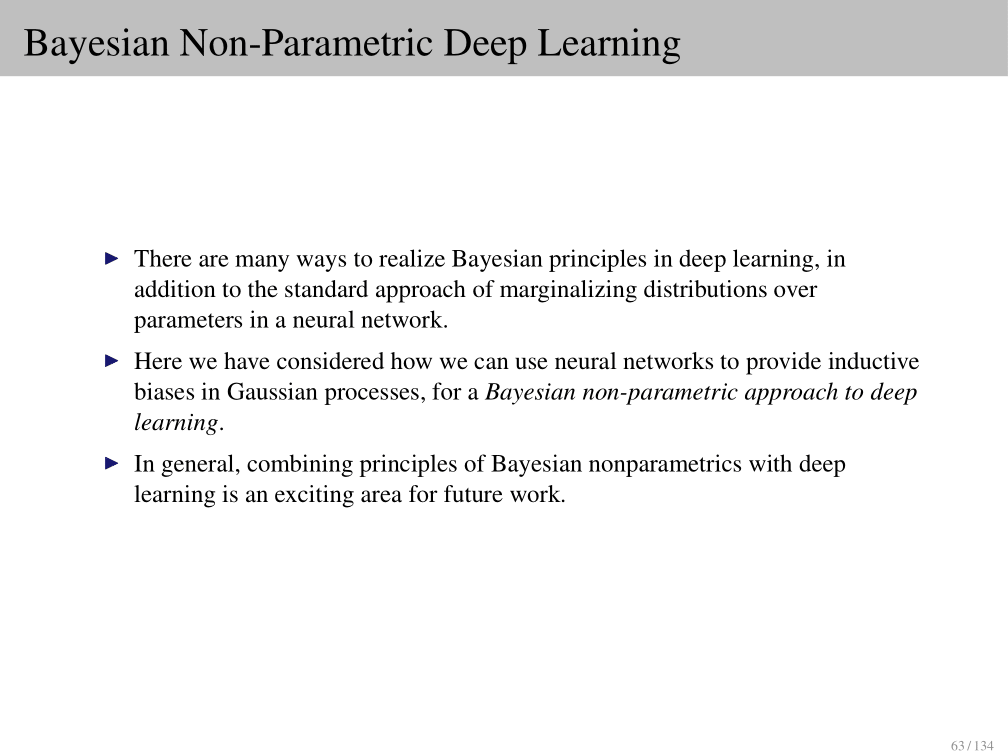 Bayesian Non-Parametric Deep Learning
There are many ways to realize Bayesian principles in deep learning, in
addition to the standard approach of marginalizing distributions over
parameters in a neural network.
Here we have considered how we can use neural networks to provide inductive
biases in Gaussian processes, for a Bayesian non-parametric approach to deep
learning.
In general, combining principles of Bayesian nonparametrics with deep
learning is an exciting area for future work.
63 / 134